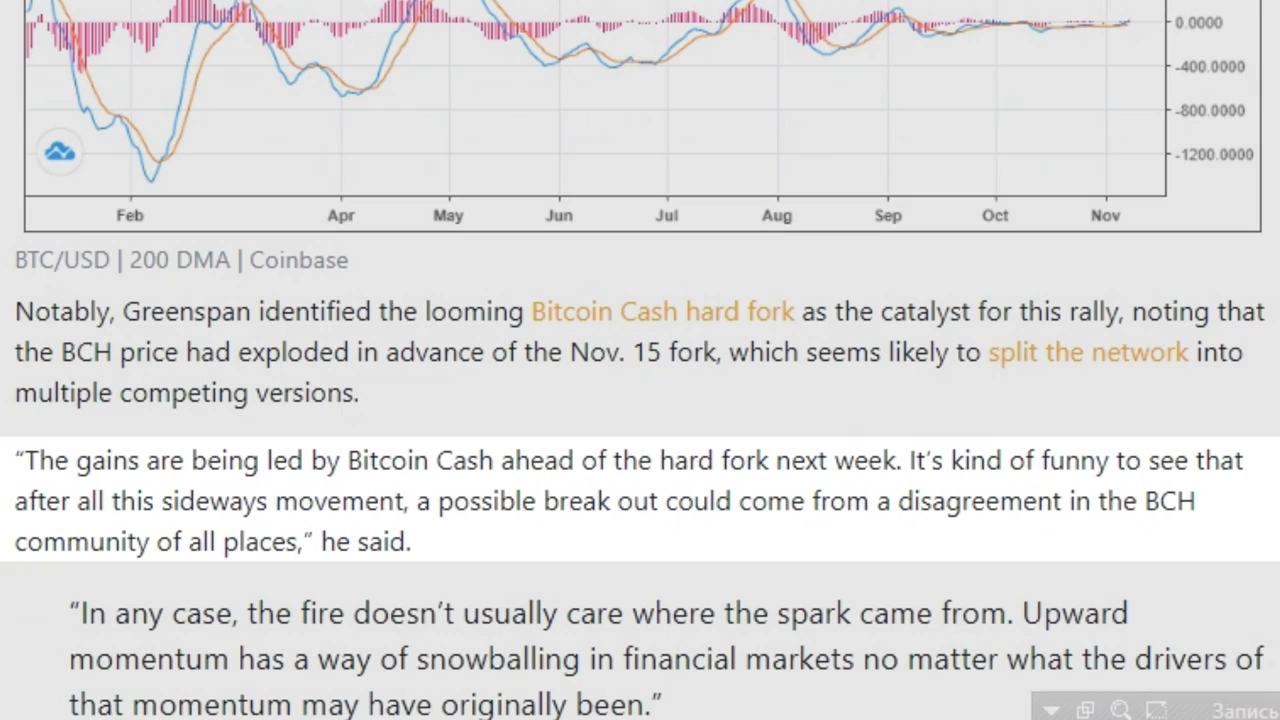 0.0000
-400.0000
-800.0000
-1200.0000
Feb Apr May Jun Jul Aug Sep Oct Nov
BTC/USD | 200 DMA | Coinbase
Notably, Greenspan identified the looming Bitcoin Cash hard fork as the catalyst for this rally, noting that
the BCH price had exploded in advance of the Nov. 15 fork, which seems likely to split the network into
multiple competing versions.
“The gains are being led by Bitcoin Cash ahead of the hard fork next week. It’s kind of funny to see that
after all this sideways movement, a possible break out could come from a disagreement in the BCH
community of all places,” he said.
“In any case, the fire doesn’t usually care where the spark came from. Upward
momentum has a way of snowballing in financial markets no matter what the drivers of
that momentum may have originally been.”
Запись